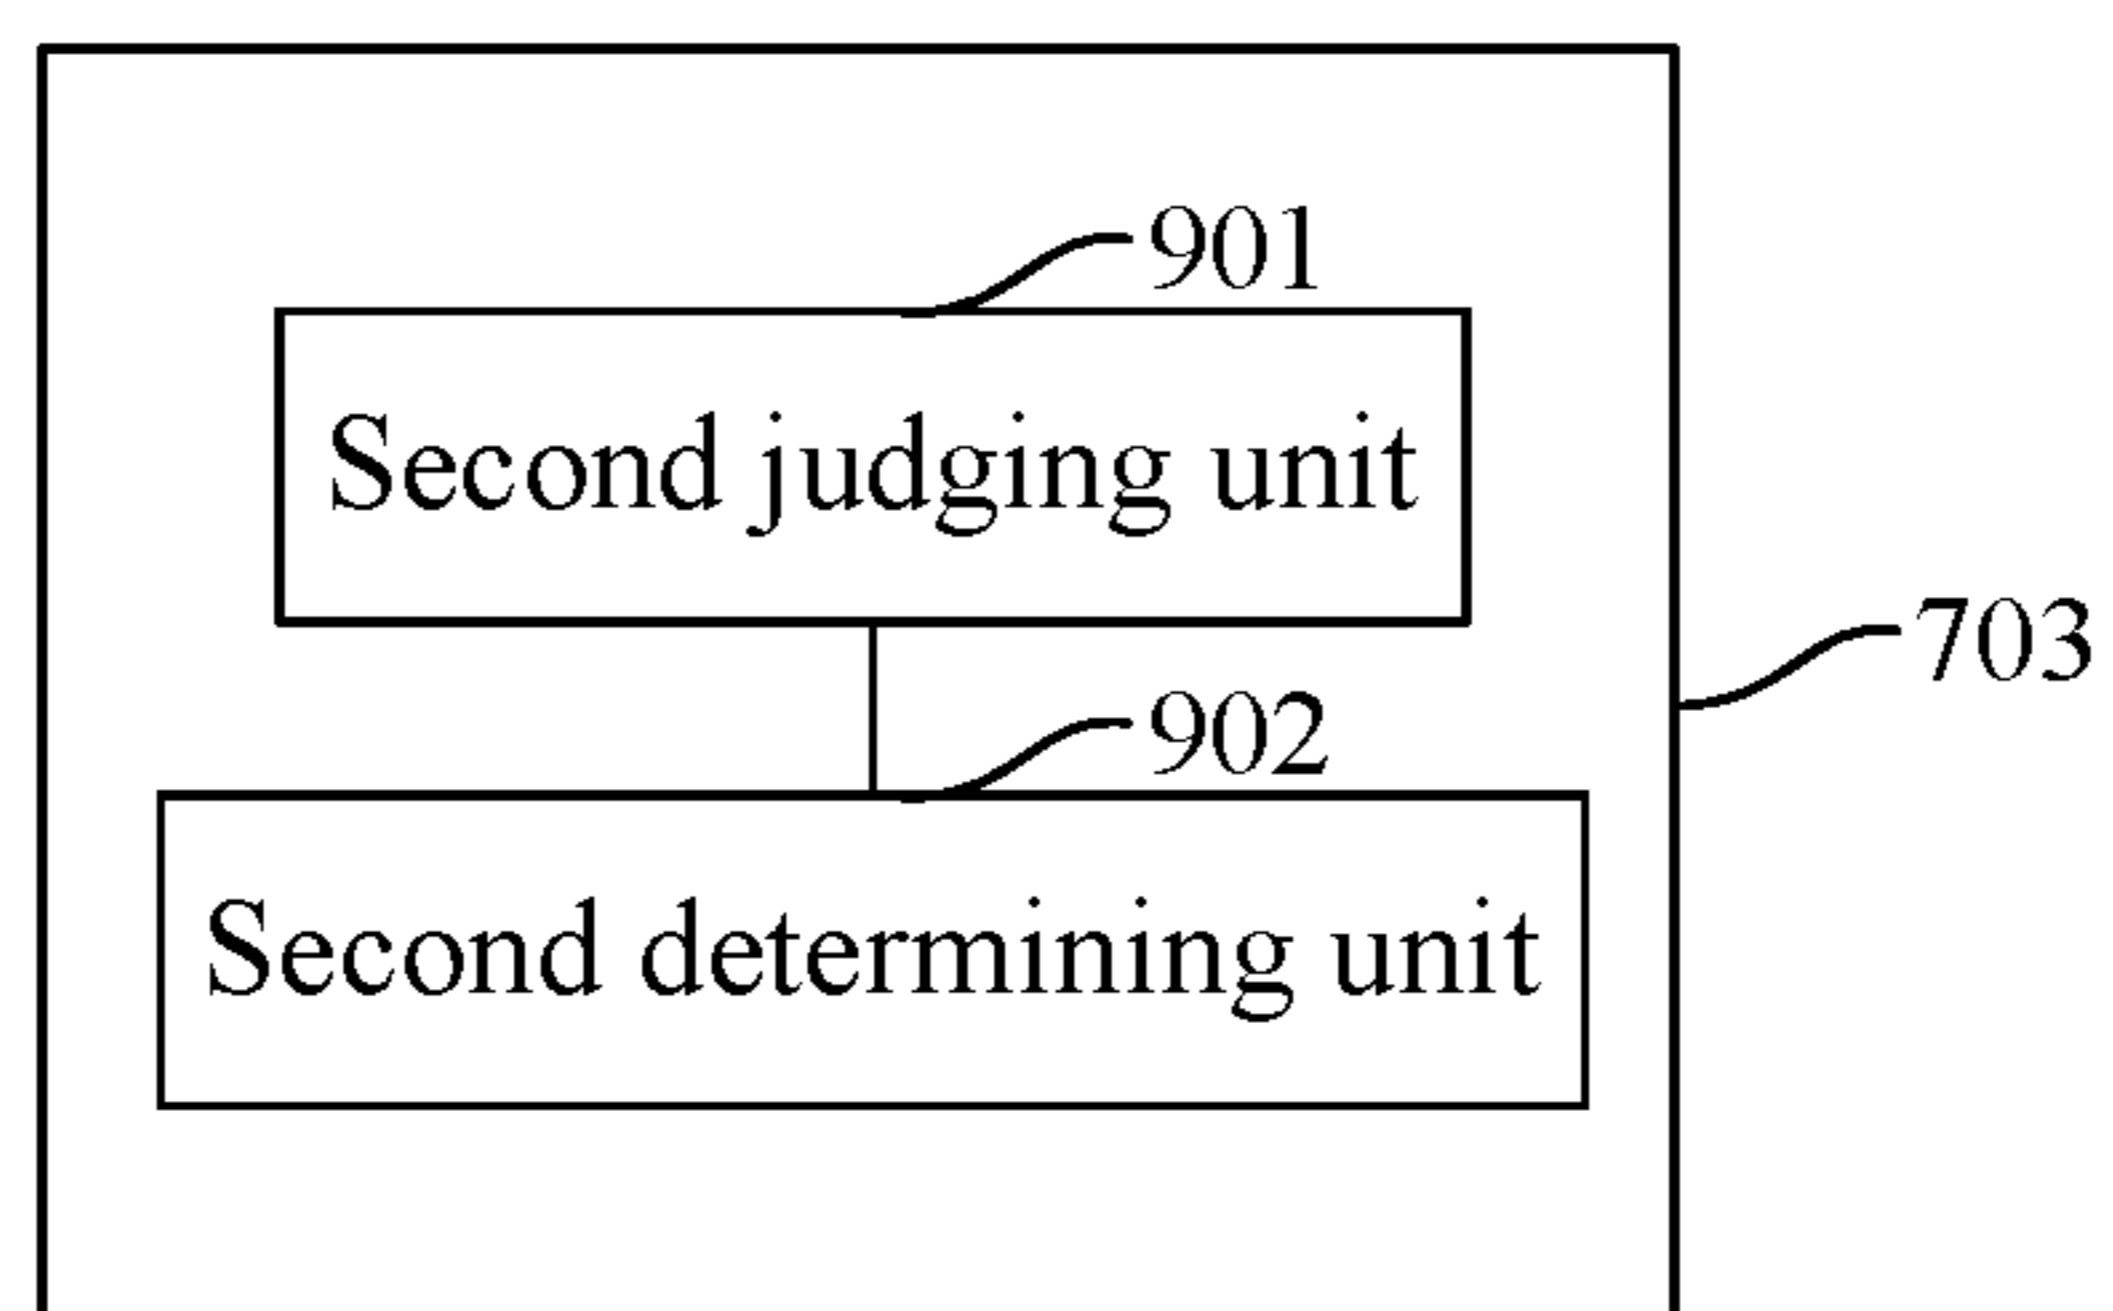 901
Second judging unit
703
902
Second determining unit